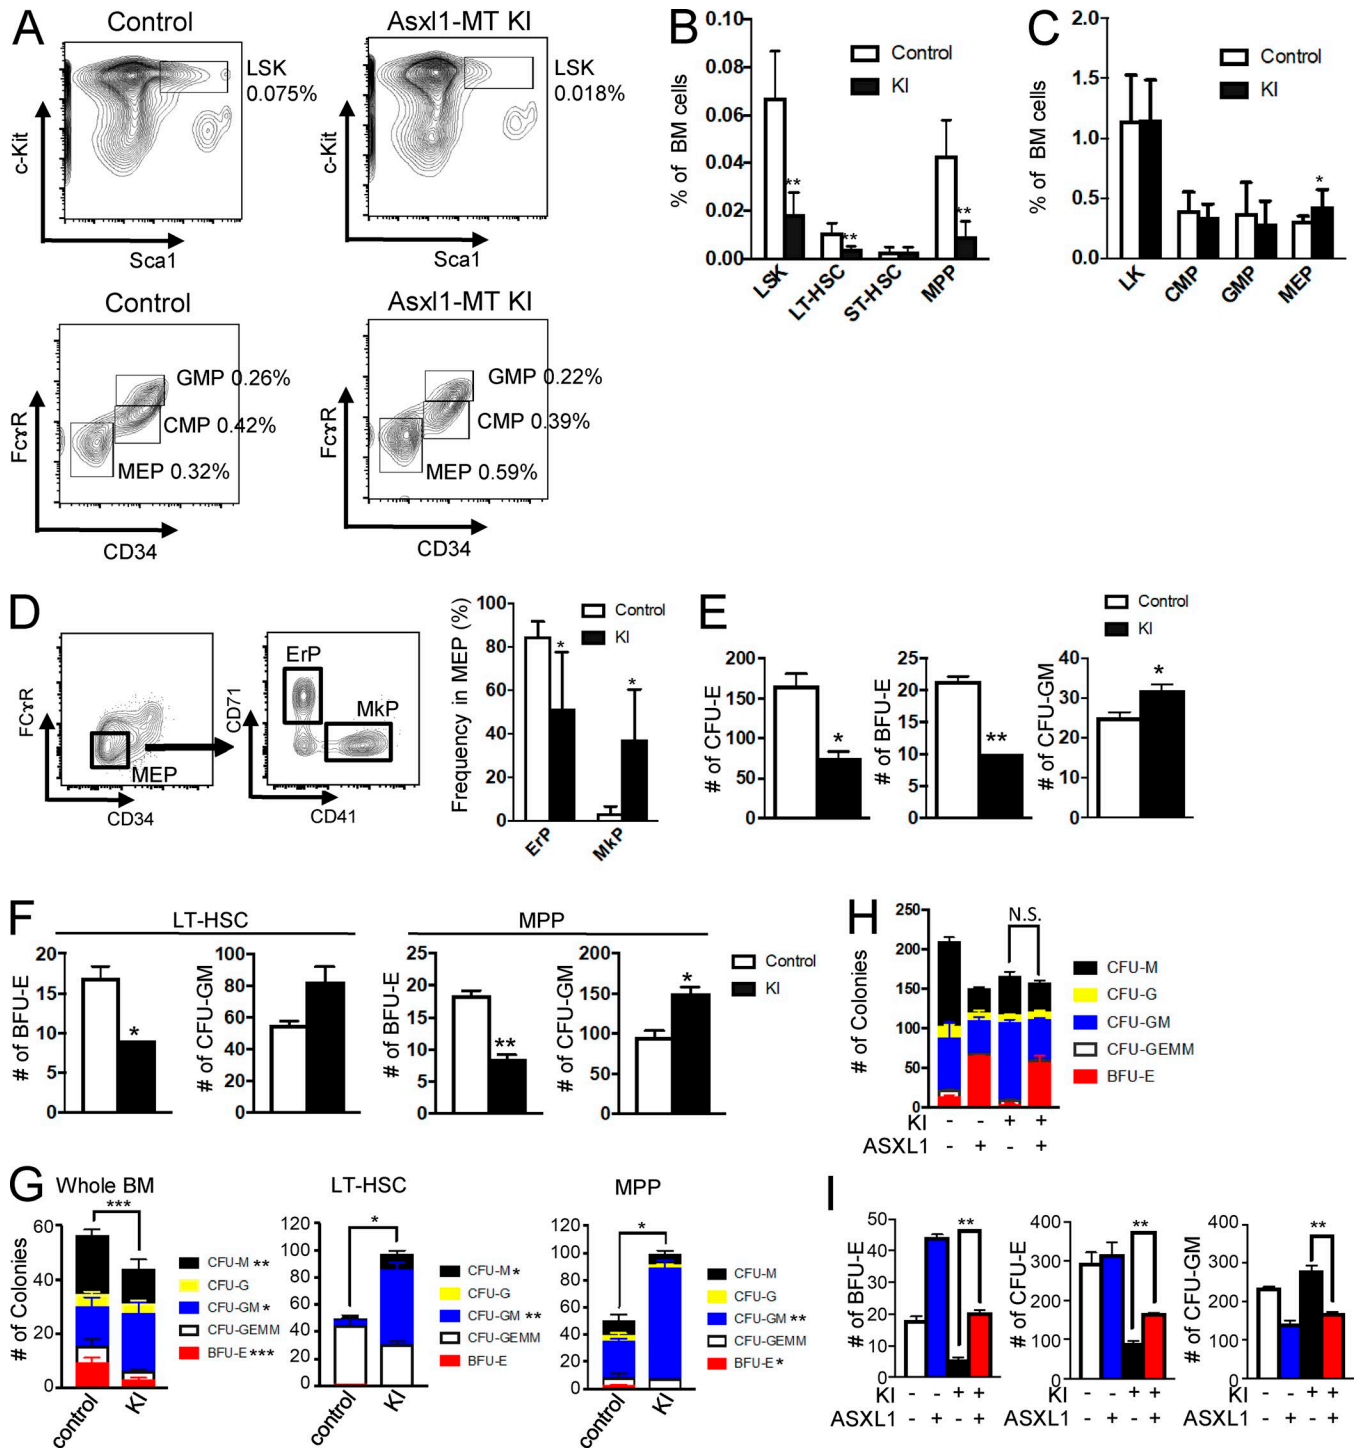 A
Control
Asxl1-MT KI
LSK
0.075%
LSK
0.018%
c-Kit
c-Kit
Sca1
Sca1
Control
Asxl1-MT KI
GMP 0.26%
CMP 0.42%
MEP 0.32%
GMP 0.22%
CMP 0.39%
MEP 0.59%
FcɤR
FcɤR
CD34
CD34
B
% of BM cells
0.10
0.08
0.06
0.04
0.02
0.00
Control
KI
**
**
**
LSK
LT-HSC
ST-HSC
MPP
C
% of BM cells
2.0
1.5
1.0
0.5
0.0
Control
KI
*
LK
CMP
GMP
MEP
D
FCɤR
MEP
CD34
CD71
ErP
MkP
CD41
Frequency in MEP (%)
100
80
60
40
20
0
Control
KI
*
*
ErP
MkP
E
Control
KI
# of CFU-E
200
150
100
50
0
*
# of BFU-E
25
20
15
10
5
0
**
# of CFU-GM
40
30
20
10
0
*
F
LT-HSC
MPP
# of BFU-E
20
15
10
5
0
*
# of CFU-GM
100
80
60
40
20
0
# of BFU-E
25
20
15
10
5
0
**
# of CFU-GM
200
150
100
50
0
*
Control
KI
G
Whole BM
# of Colonies
60
40
20
0
***
control
KI
CFU-M **
CFU-G
CFU-GM *
CFU-GEMM
BFU-E ***
LT-HSC
120
100
80
60
40
20
0
*
control
KI
CFU-M *
CFU-G
CFU-GM **
CFU-GEMM
BFU-E
MPP
120
100
80
60
40
20
0
*
control
KI
CFU-M
CFU-G
CFU-GM **
CFU-GEMM
BFU-E *
H
# of Colonies
250
200
150
100
50
0
N.S.
CFU-M
CFU-G
CFU-GM
CFU-GEMM
BFU-E
KI - - + +
ASXL1 - + - +
I
# of BFU-E
50
40
30
20
10
0
**
KI - - + +
ASXL1 - + - +
# of CFU-E
400
300
200
100
0
**
KI - - + +
ASXL1 - + - +
# of CFU-GM
400
300
200
100
0
**
KI - - + +
ASXL1 - + - +